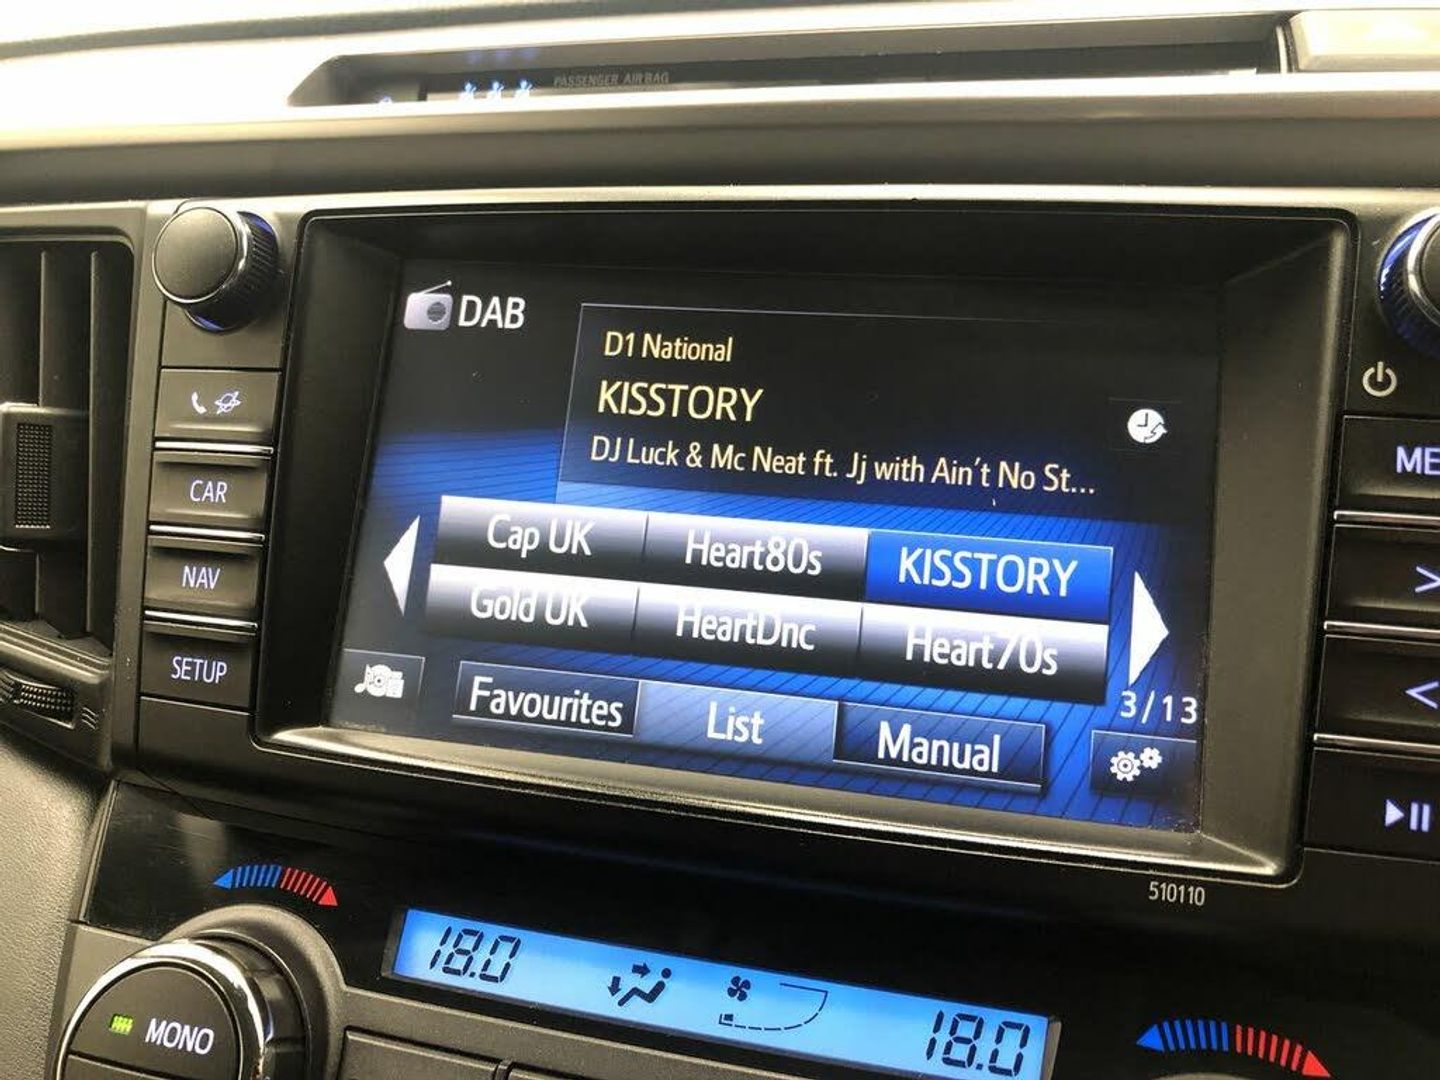 PASSENGER AIRBAG
DAB
D1 National
KISSTORY
DJ Luck & Mc Neat ft. Jj with Ain't No St...
Cap UK Heart80s KISSTORY
Gold UK HeartDnc Heart70s
3/13
Favourites List Manual
CAR
NAV
SETUP
ME
510110
18.0 18.0
MONO